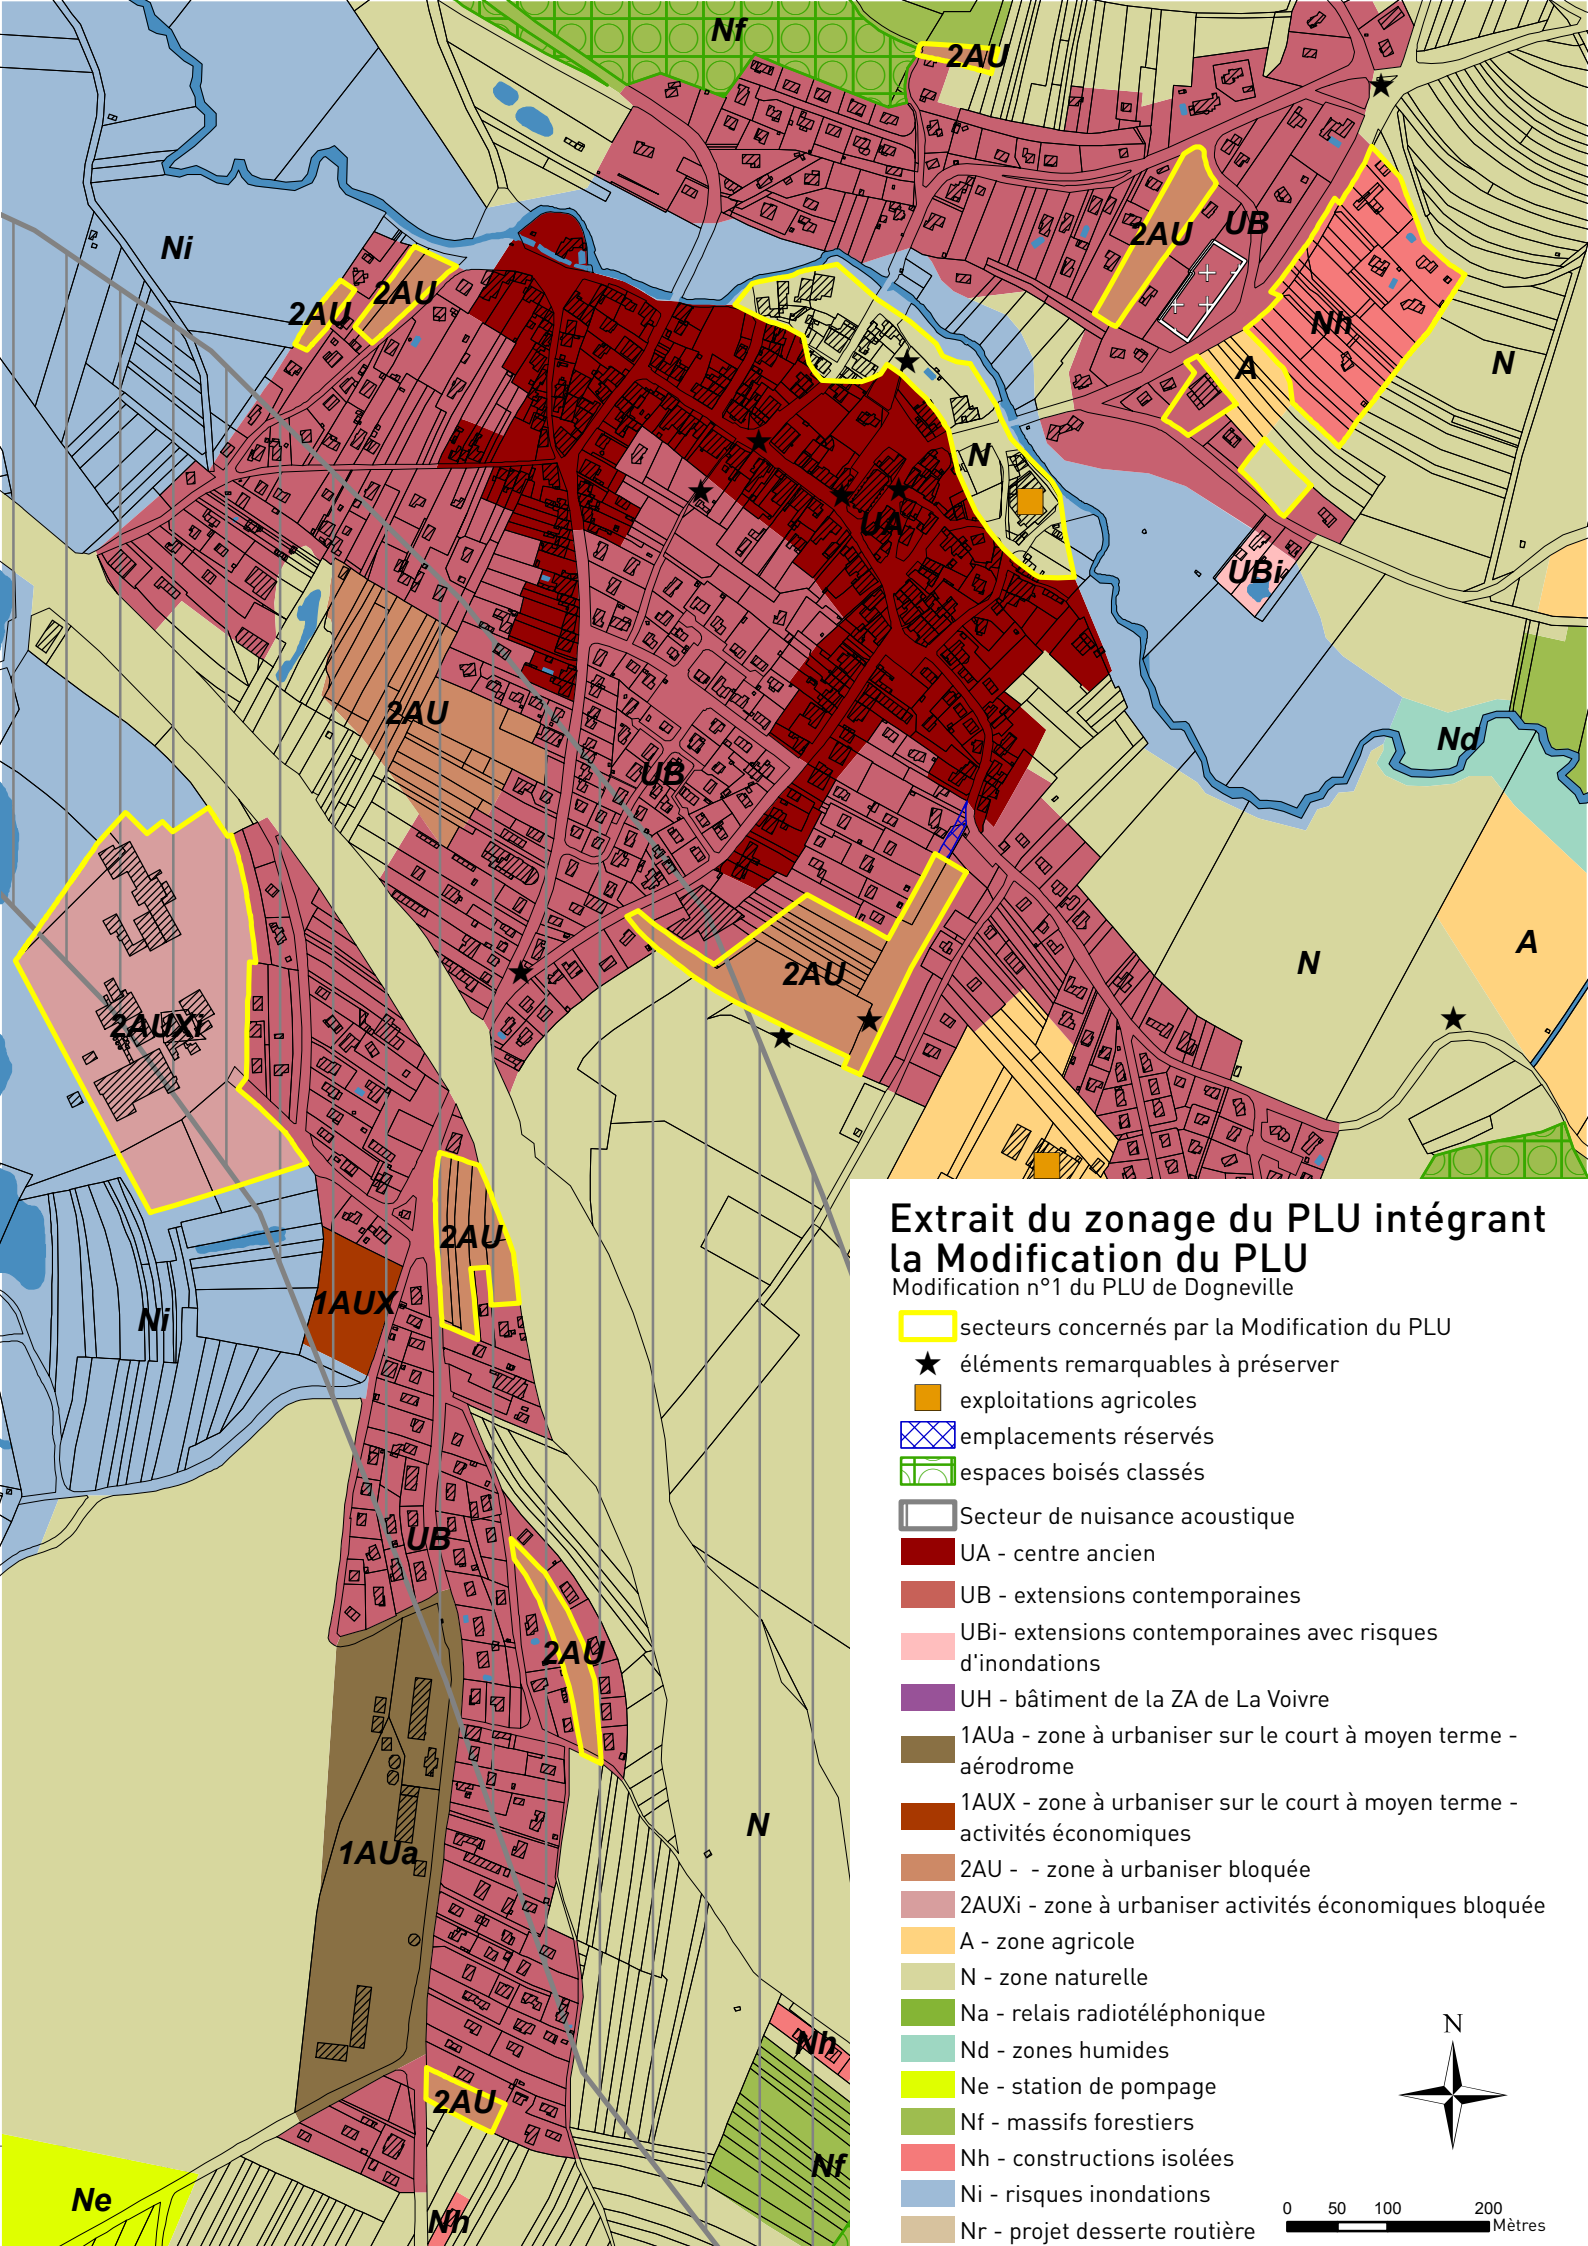 Nf
2AU
2AU
UB
Ni
2AU
2AU
Nh
N
A
N
UA
UBi
2AU
Nd
UB
A
N
2AU
2AUXi
2AU
1AUX
Ni
UB
2AU
N
1AUa
Nh
2AU
Nf
Ne
Nh
Extrait du zonage du PLU intégrant
la Modification du PLU
Modification n°1 du PLU de Dogneville
secteurs concernés par la Modification du PLU
éléments remarquables à préserver
exploitations agricoles
emplacements réservés
espaces boisés classés
Secteur de nuisance acoustique
UA - centre ancien
UB - extensions contemporaines
UBi- extensions contemporaines avec risques
d'inondations
UH - bâtiment de la ZA de La Voivre
1AUa - zone à urbaniser sur le court à moyen terme -
aérodrome
1AUX - zone à urbaniser sur le court à moyen terme -
activités économiques
2AU -  - zone à urbaniser bloquée
2AUXi - zone à urbaniser activités économiques bloquée
A - zone agricole
N - zone naturelle
Na - relais radiotéléphonique
Nd - zones humides
Ne - station de pompage
Nf - massifs forestiers
Nh - constructions isolées
Ni - risques inondations
Nr - projet desserte routière
N
0 50 100 200
Mètres